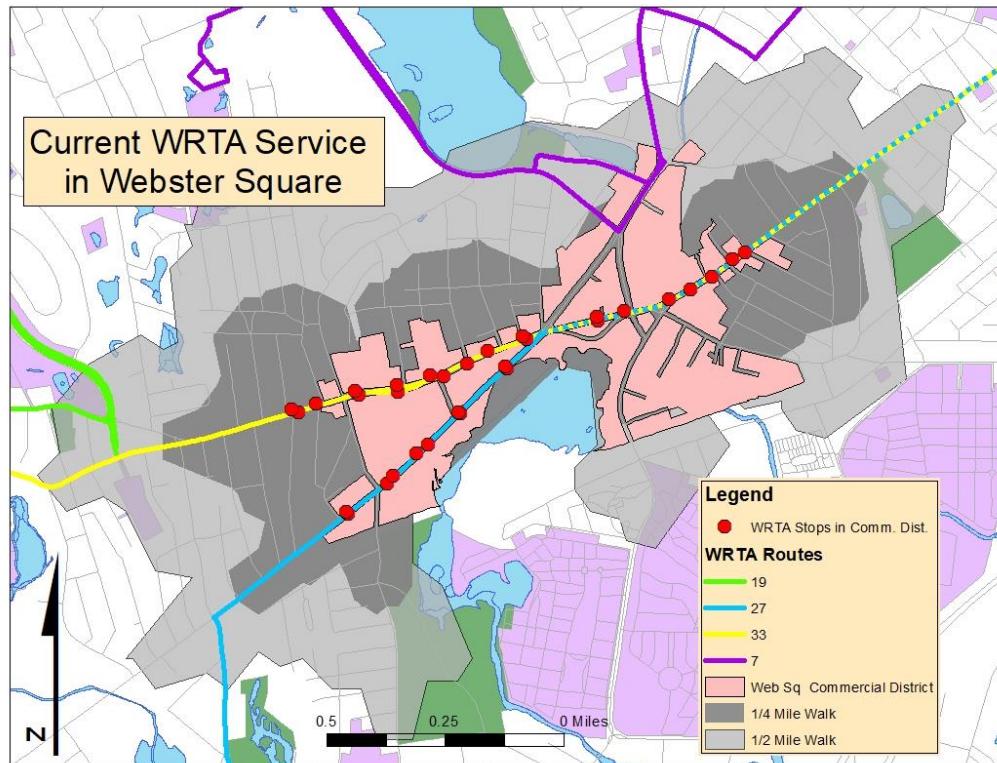 Current WRTA Service
in Webster Square
Legend
WRTA Stops in Comm. Dist.
WRTA Routes
19
27
33
7
Web Sq Commercial District
1/4 Mile Walk
1/2 Mile Walk
0.5 0.25 0 Miles
N